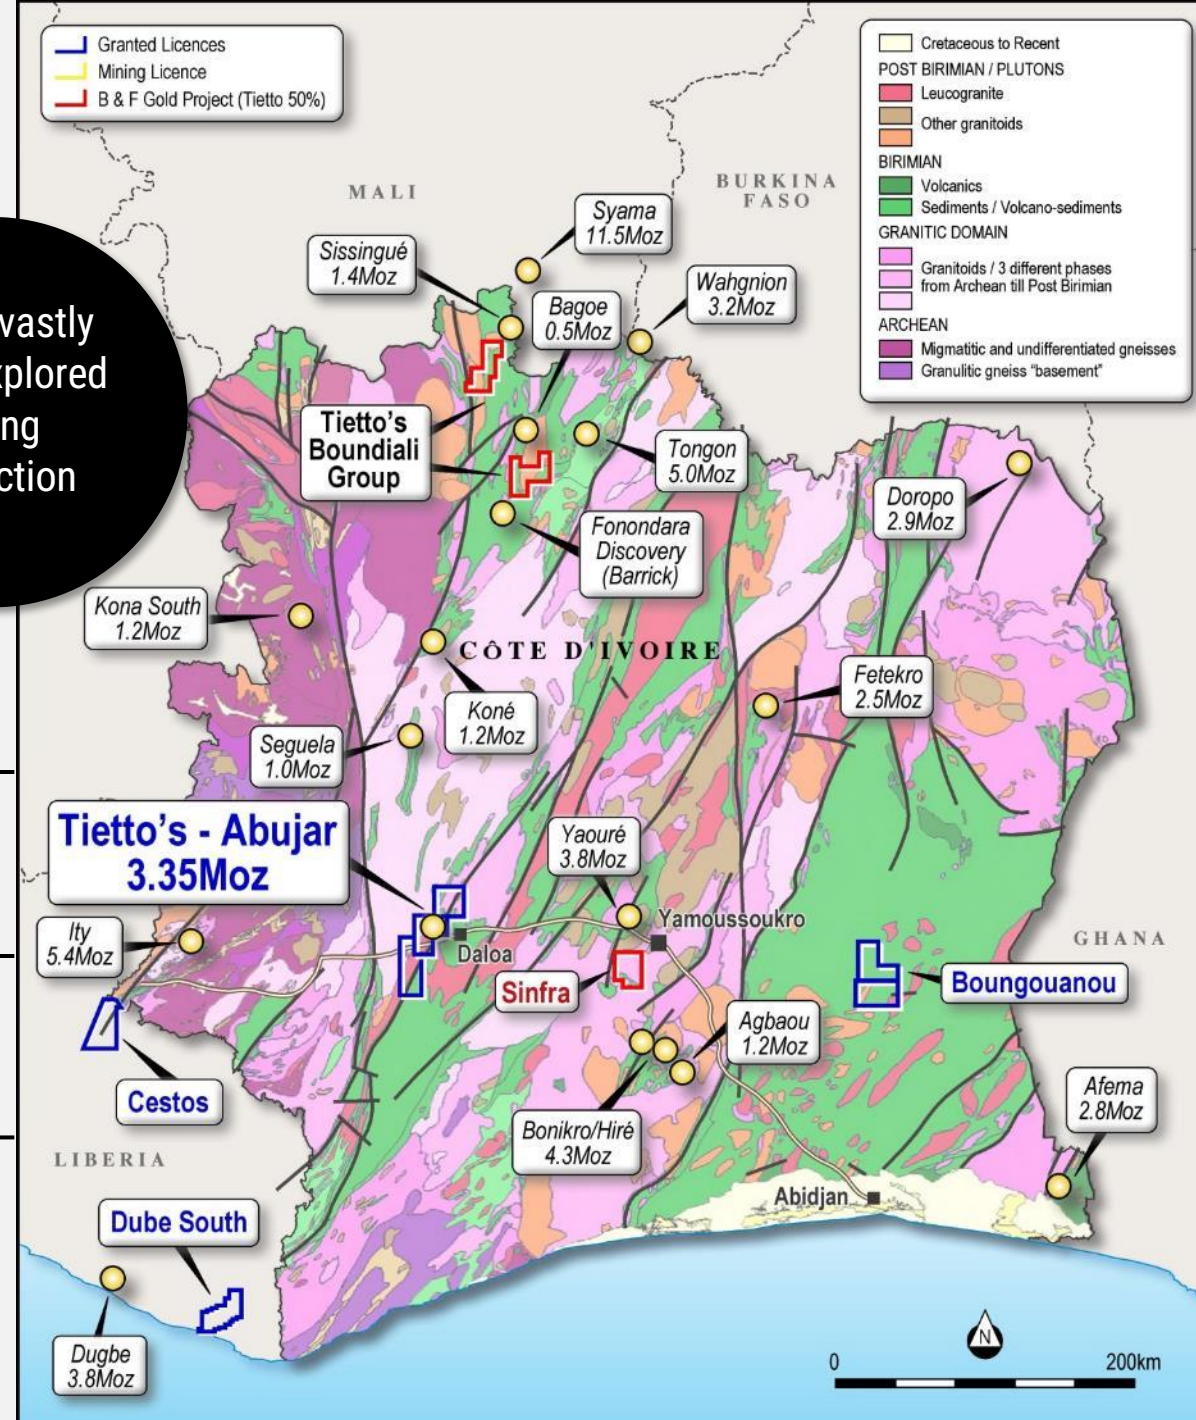 Granted Licences
Mining Licence
B & F Gold Project (Tietto 50%)
Cretaceous to Recent
POST BIRIMIAN / PLUTONS
Leucogranite
Other granitoids
BIRIMIAN
Volcanics
Sediments / Volcano-sediments
GRANITIC DOMAIN
Granitoids / 3 different phases
from Archean till Post Birimian
ARCHEAN
Migmatitic and undifferentiated gneisses
Granulitic gneiss "basement"
MALI
BURKINA
FASO
Syama
11.5Moz
Sissingué
1.4Moz
Bagoe
0.5Moz
Wahgnion
3.2Moz
vastly
xplored
ng
ction
Tietto's
Boundiali
Group
Tongon
5.0Moz
Doropo
2.9Moz
Fonondara
Discovery
(Barrick)
Kona South
1.2Moz
CÔTE D'IVOIRE
Koné
1.2Moz
Fetekro
2.5Moz
Seguela
1.0Moz
Tietto's - Abujar
3.35Moz
Yaouré
3.8Moz
Yamoussoukro
Ity
5.4Moz
Daloa
GHANA
Sinfra
Boungouanou
Agbaou
1.2Moz
Cestos
Bonikro/Hiré
4.3Moz
Afema
2.8Moz
LIBERIA
Abidjan
Dube South
Dugbe
3.8Moz
N
0 200km